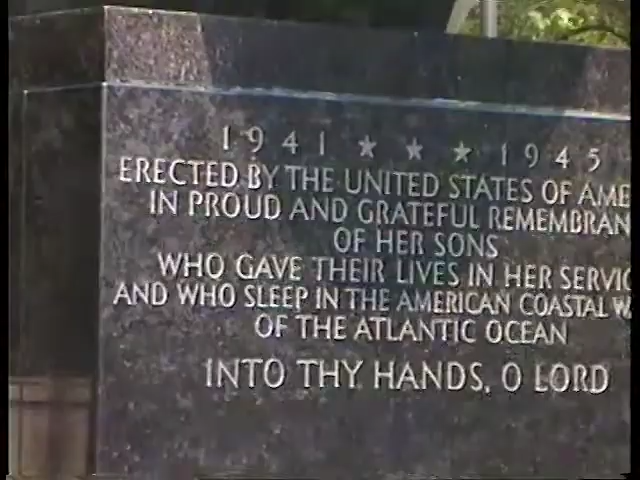 1941 ★ ★ ★ 1945
ERECTED BY THE UNITED STATES OF AME
IN PROUD AND GRATEFUL REMEMBRAN
OF HER SONS
WHO GAVE THEIR LIVES IN HER SERVIC
AND WHO SLEEP IN THE AMERICAN COASTAL WA
OF THE ATLANTIC OCEAN
INTO THY HANDS, O LORD